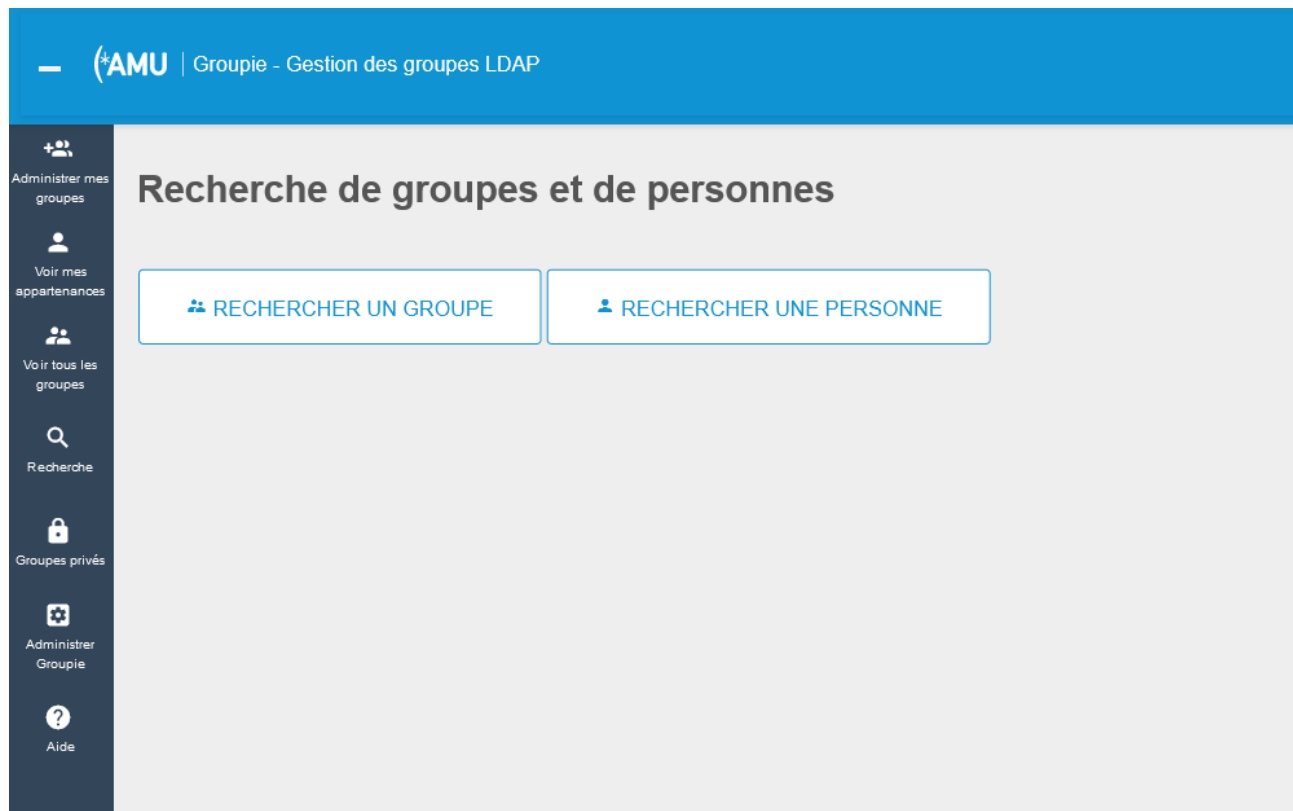 (*AMU | Groupie - Gestion des groupes LDAP
Administrer mes
groupes
Voir mes
appartenances
Voir tous les
groupes
Recherche
Groupes privés
Administrer
Groupie
Aide
Recherche de groupes et de personnes
RECHERCHER UN GROUPE
RECHERCHER UNE PERSONNE